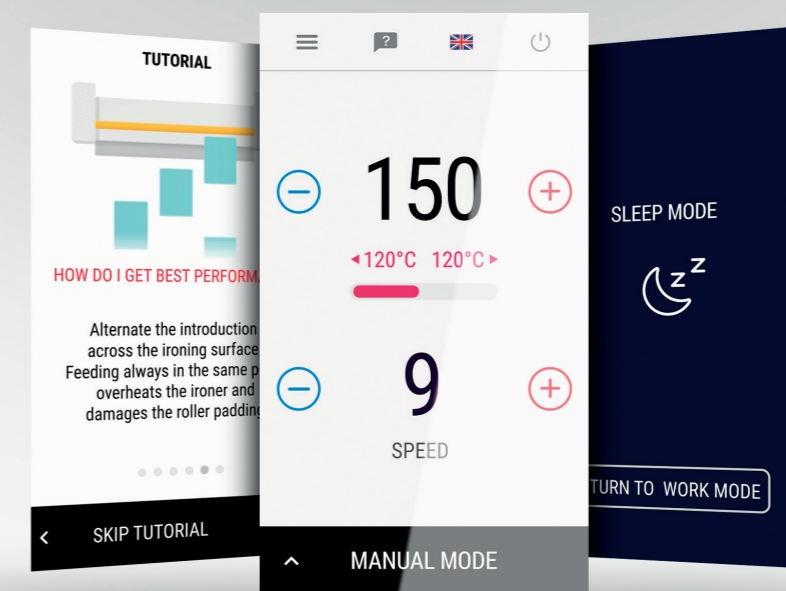 TUTORIAL
HOW DO I GET BEST
Alternate the introduction
across the ironing surface
Feeding always in the same
overheats the ironer and
damages the roller padding
< SKIP TUTORIAL
?
150
◂120°C 120°C▸
9
SPEED
MANUAL MODE
SLEEP MODE
z z
TO WORK MODE